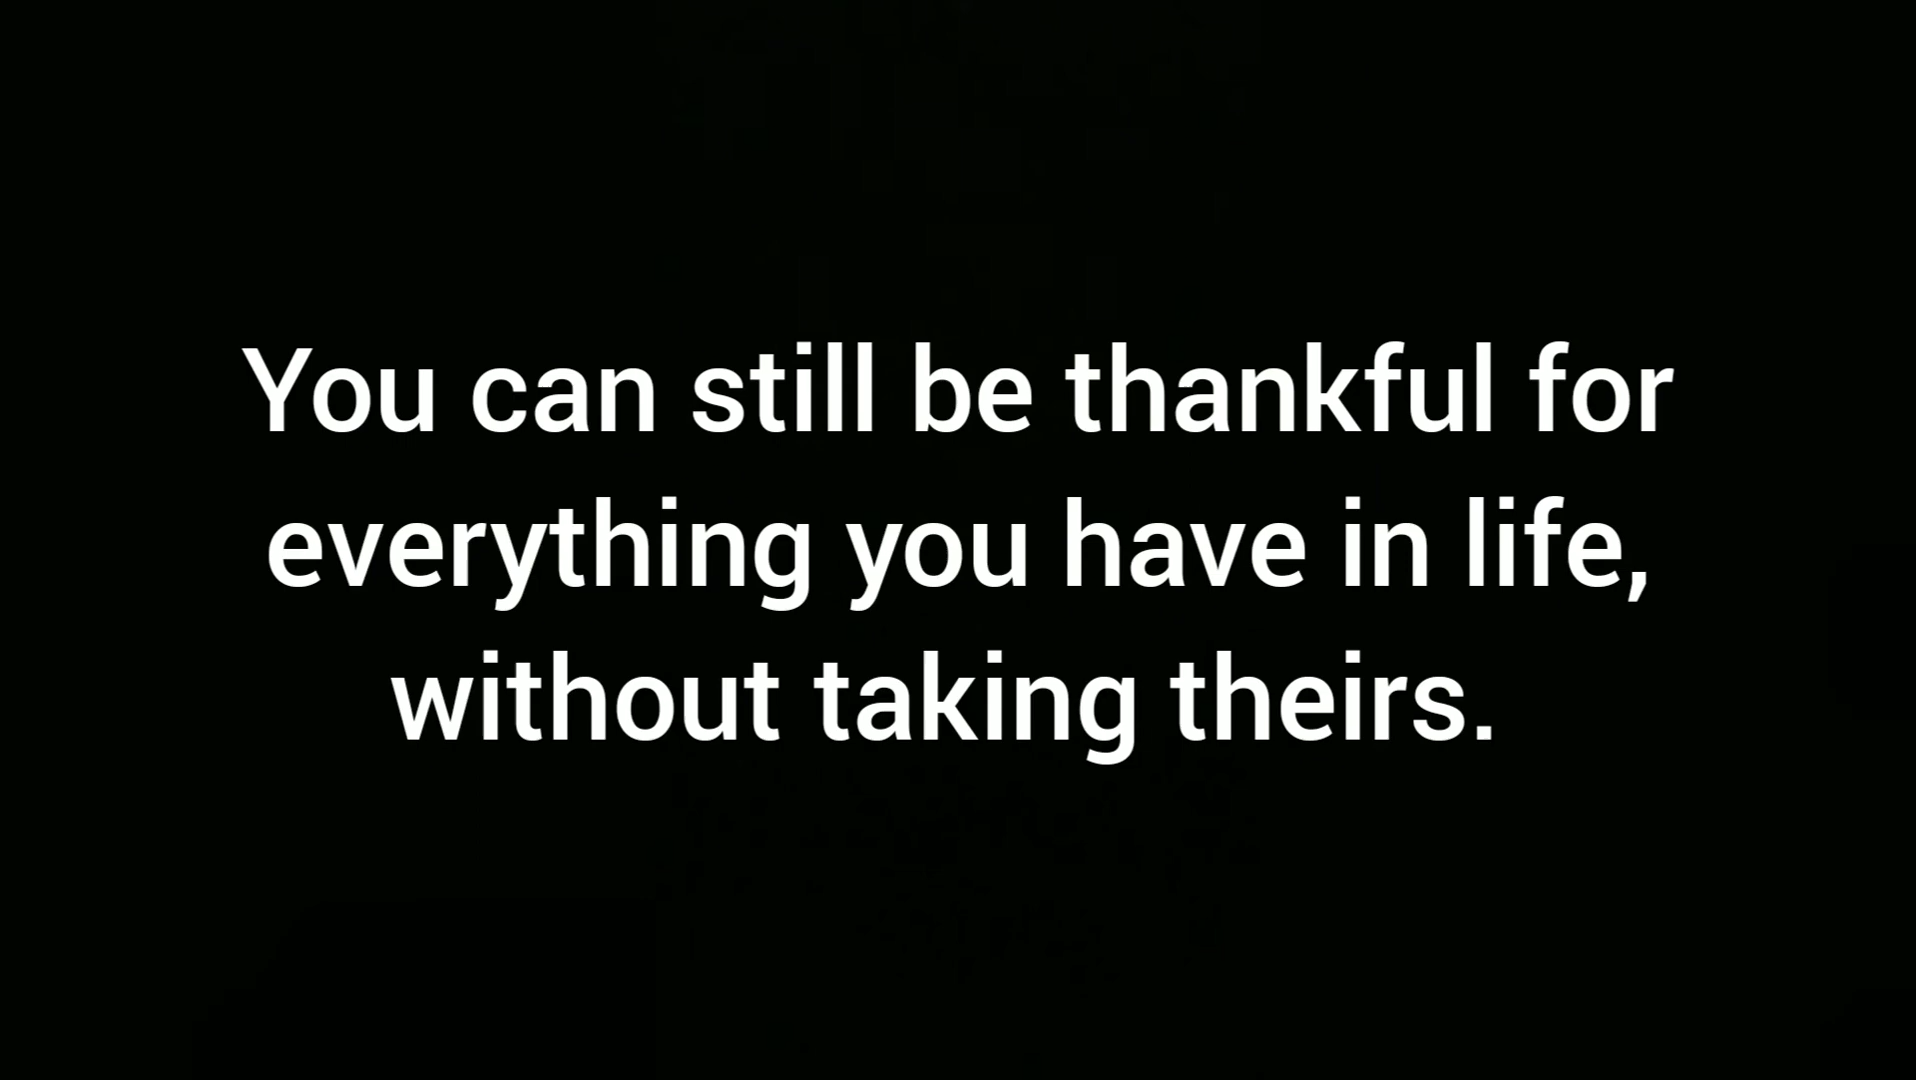 You can still be thankful for
everything you have in life,
without taking theirs.